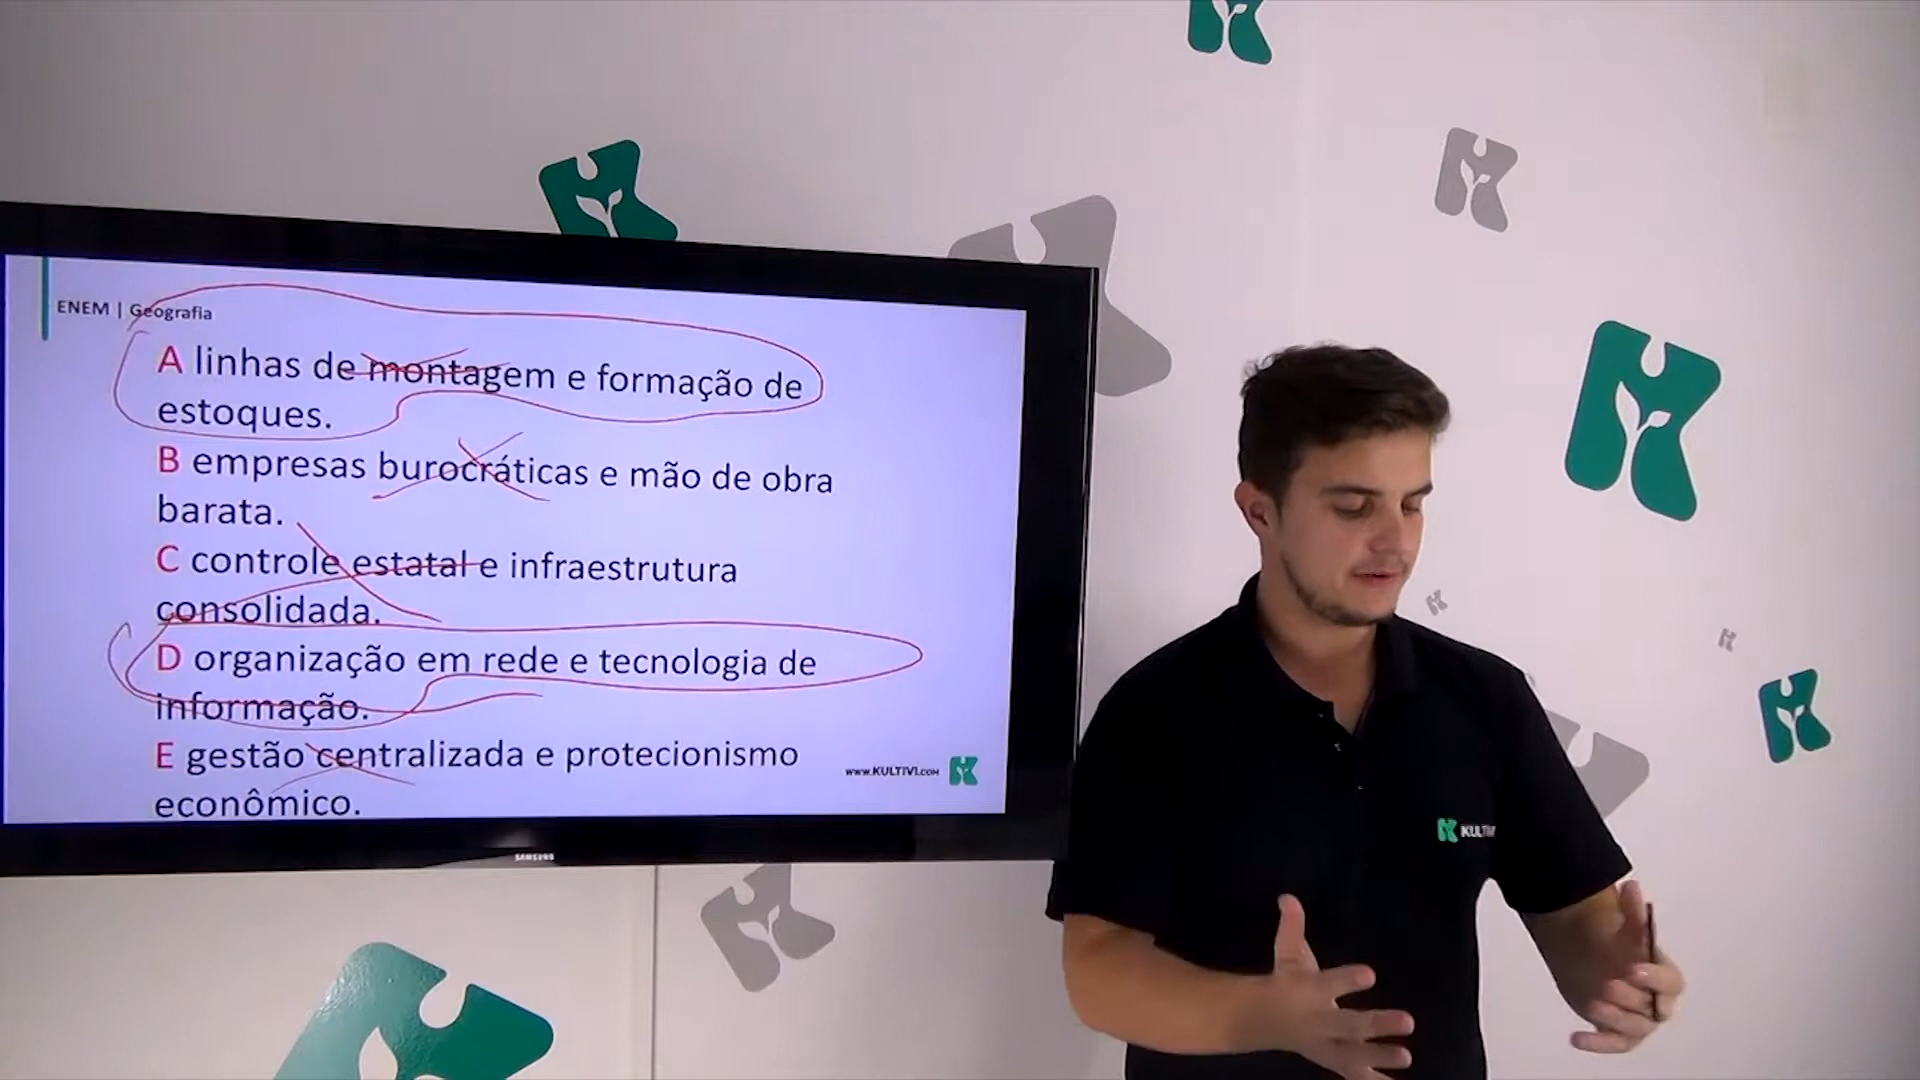 ENEM | Geografia
A linhas de montagem e formação de
estoques.
B empresas burocráticas e mão de obra
barata.
C controle estatal e infraestrutura
consolidada.
D organização em rede e tecnologia de
informação.
E gestão centralizada e protecionismo
econômico.
www.KULTIVI.COM
SAMSUNG